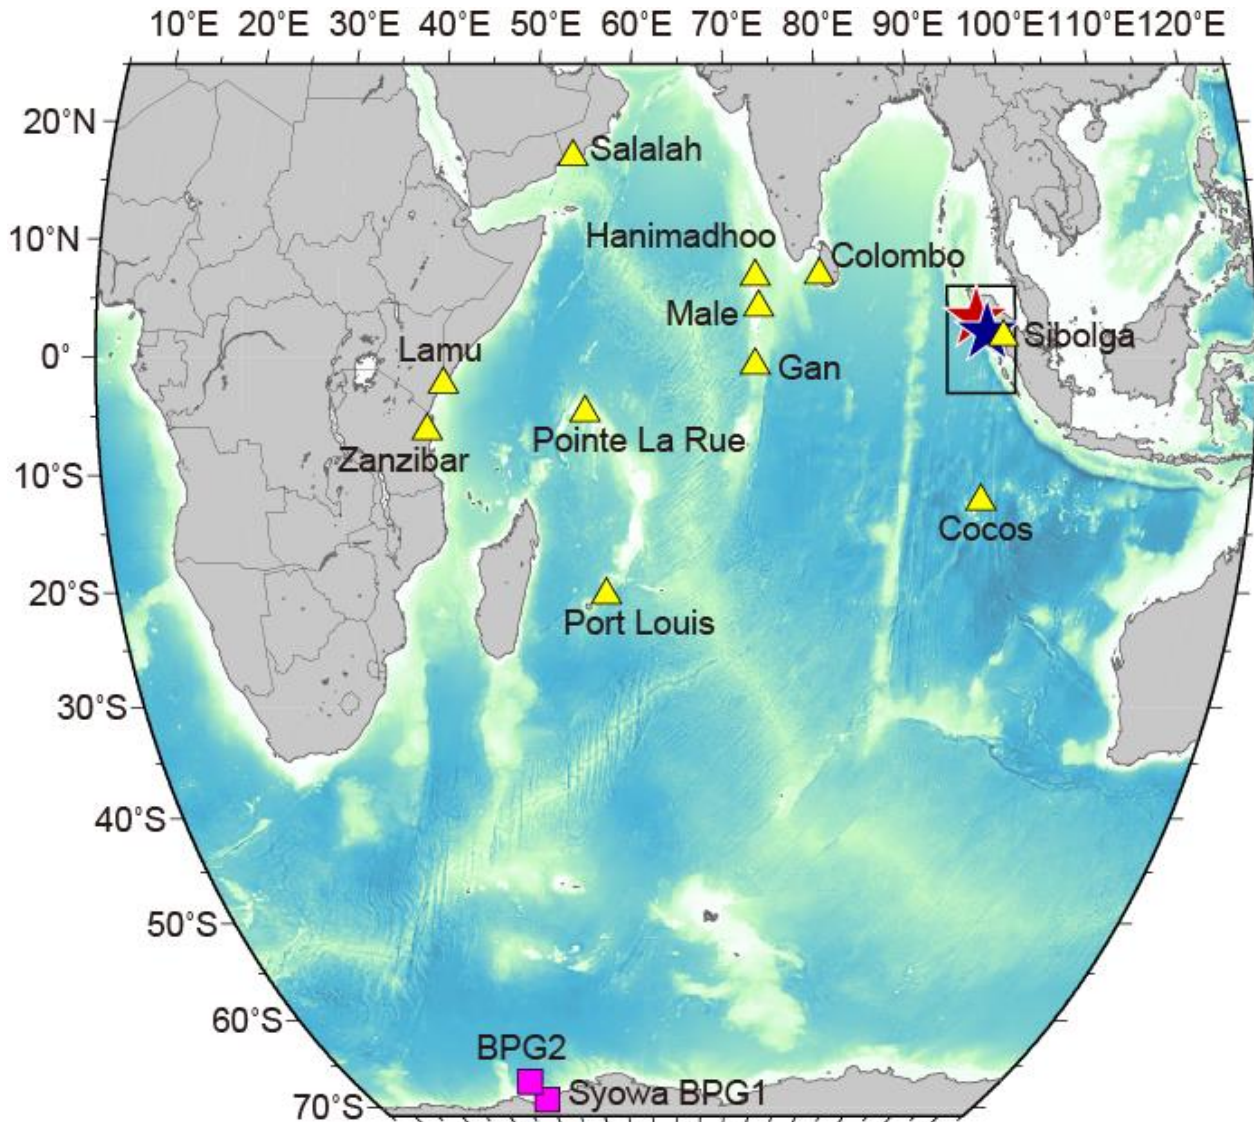 10°E 20°E 30°E 40°E 50°E 60°E 70°E 80°E 90°E 100°E 110°E 120°E
20°N
Salalah
10°N
Hanimadhoo
Colombo
Male
Sibolga
0°
Lamu
Gan
Pointe La Rue
Zanzibar
10°S
Cocos
20°S
Port Louis
30°S
40°S
50°S
60°S
BPG2
Syowa BPG1
70°S